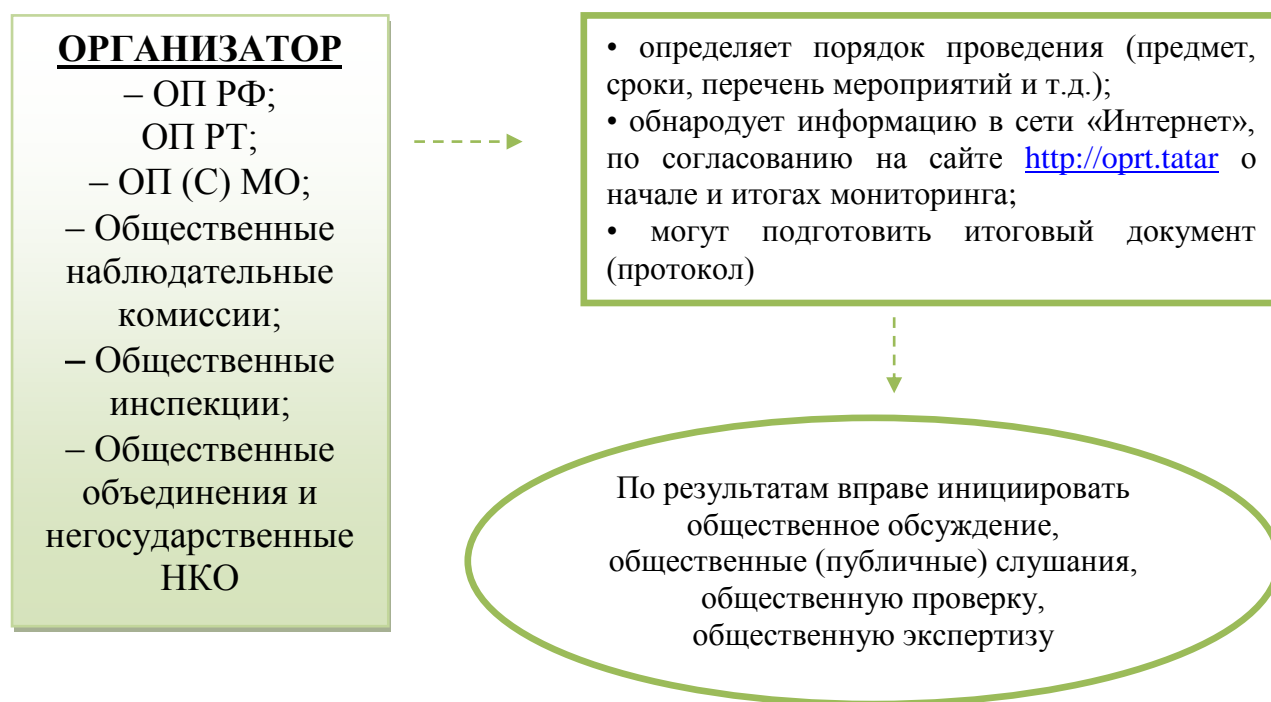 ОРГАНИЗАТОР
– ОП РФ;
ОП РТ;
– ОП (С) МО;
– Общественные
наблюдательные
комиссии;
– Общественные
инспекции;
– Общественные
объединения и
негосударственные
НКО
• определяет порядок проведения (предмет,
сроки, перечень мероприятий и т.д.);
• обнародует информацию в сети «Интернет»,
по согласованию на сайте http://oprt.tatar о
начале и итогах мониторинга;
• могут подготовить итоговый документ
(протокол)
По результатам вправе инициировать
общественное обсуждение,
общественные (публичные) слушания,
общественную проверку,
общественную экспертизу